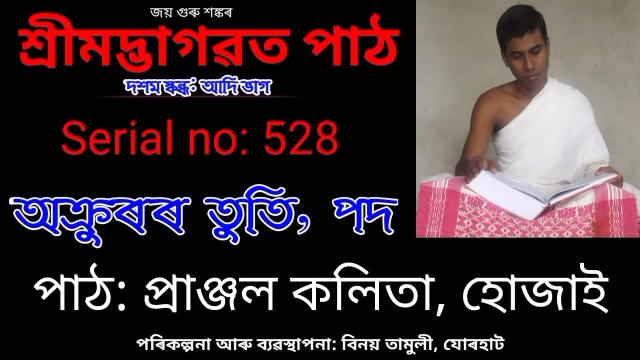 জয় গুৰু শঙ্কৰ
শ্ৰীমদ্ভাগৱত পাঠ
দশম স্কন্ধ: আদি ভাগ
Serial no: 528
অক্ৰুৰৰ তুতি, পদ
পাঠ: প্ৰাঞ্জল কলিতা, হোজাই
পৰিকল্পনা আৰু ব্যৱস্থাপনা: বিনয় তামুলী, যোৰহাট